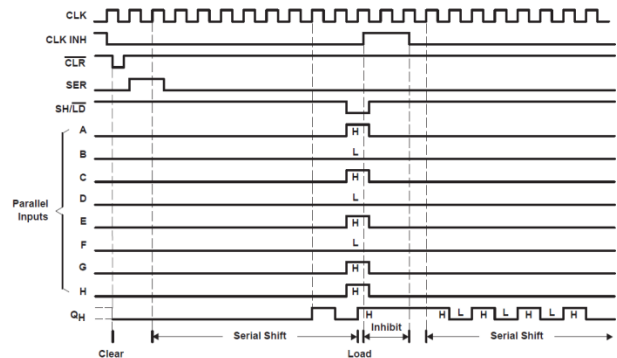 CLK
CLK INH
CLR
SER
SH/LD
A H
B L
C H
Parallel
Inputs
D L
E H
F L
G H
H H
QH H H L H L H L H
Inhibit
Serial Shift Serial Shift
Clear Load